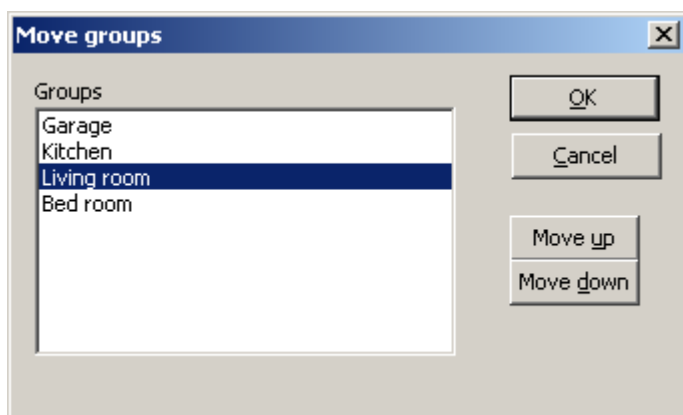 Move groups
Groups
Garage
Kitchen
Living room
Bed room
OK
Cancel
Move up
Move down